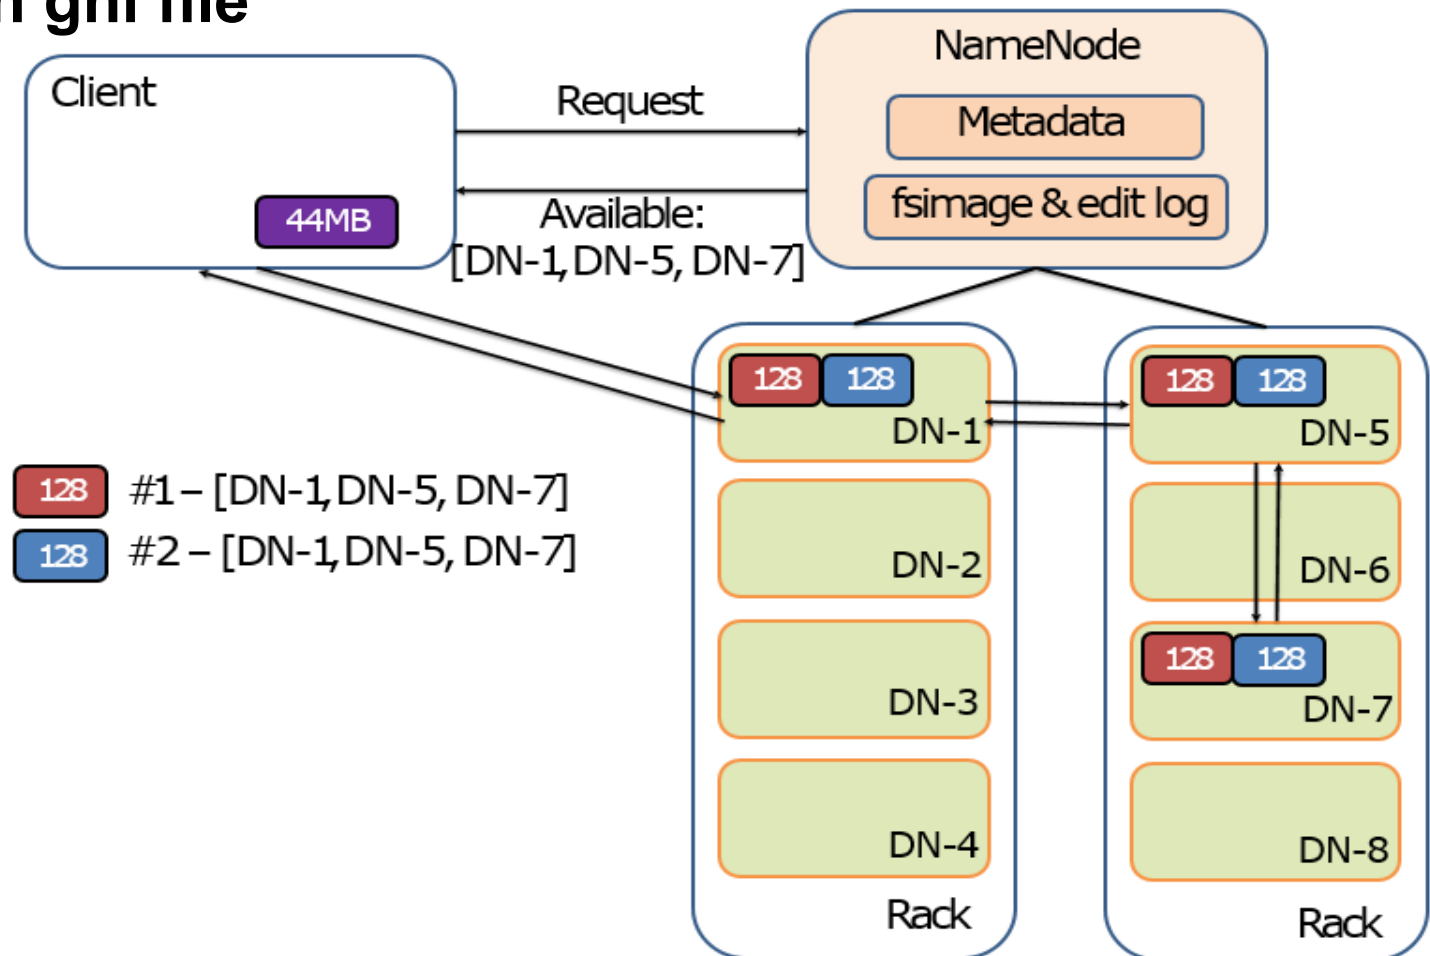 n ghi file
Client
44MB
Request
Available:
[DN-1,DN-5, DN-7]
NameNode
Metadata
fsimage & edit log
128 #1 – [DN-1,DN-5, DN-7]
128 #2 – [DN-1,DN-5, DN-7]
128 128
DN-1
DN-2
DN-3
DN-4
Rack
128 128
DN-5
DN-6
128 128
DN-7
DN-8
Rack